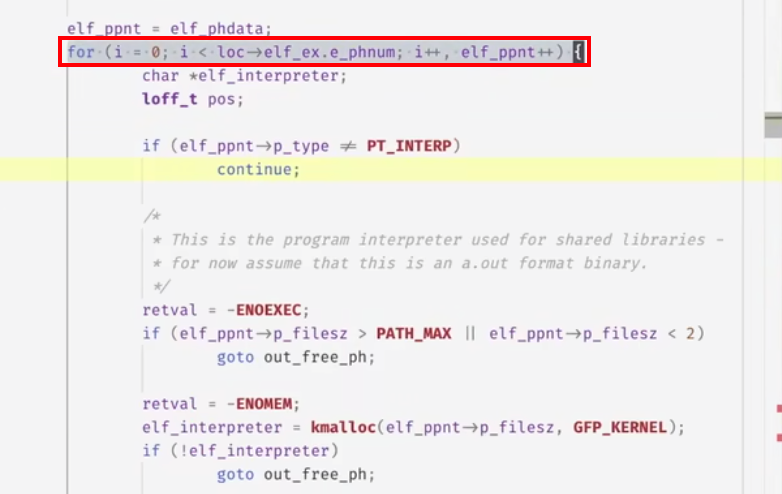 elf_ppnt = elf_phdata;
for (i = 0; i < loc->elf_ex.e_phnum; i++, elf_ppnt++) {
char *elf_interpreter;
loff_t pos;
if (elf_ppnt->p_type != PT_INTERP)
continue;
/*
* This is the program interpreter used for shared libraries -
* for now assume that this is an a.out format binary.
*/
retval = -ENOEXEC;
if (elf_ppnt->p_filesz > PATH_MAX || elf_ppnt->p_filesz < 2)
goto out_free_ph;
retval = -ENOMEM;
elf_interpreter = kmalloc(elf_ppnt->p_filesz, GFP_KERNEL);
if (!elf_interpreter)
goto out_free_ph;